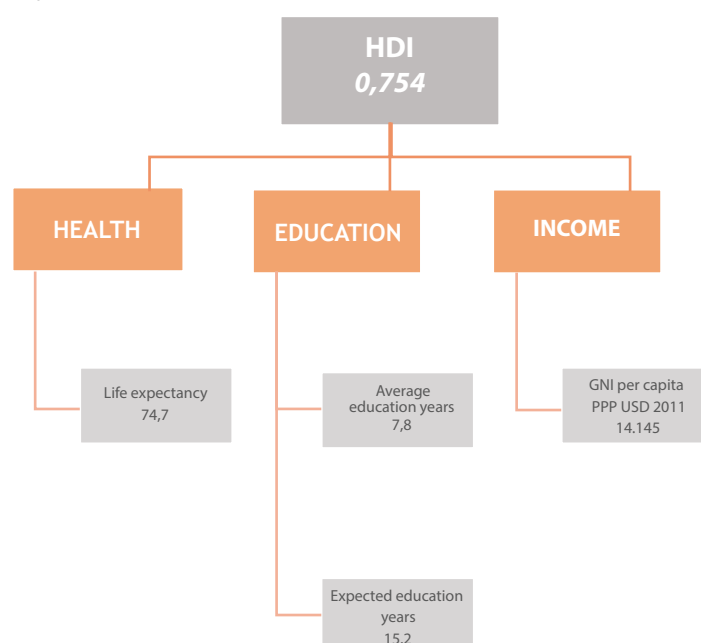 HDI
0,754
HEALTH
EDUCATION
INCOME
Life expectancy
74,7
Average
education years
7,8
GNI per capita
PPP USD 2011
14.145
Expected education
years
15,2